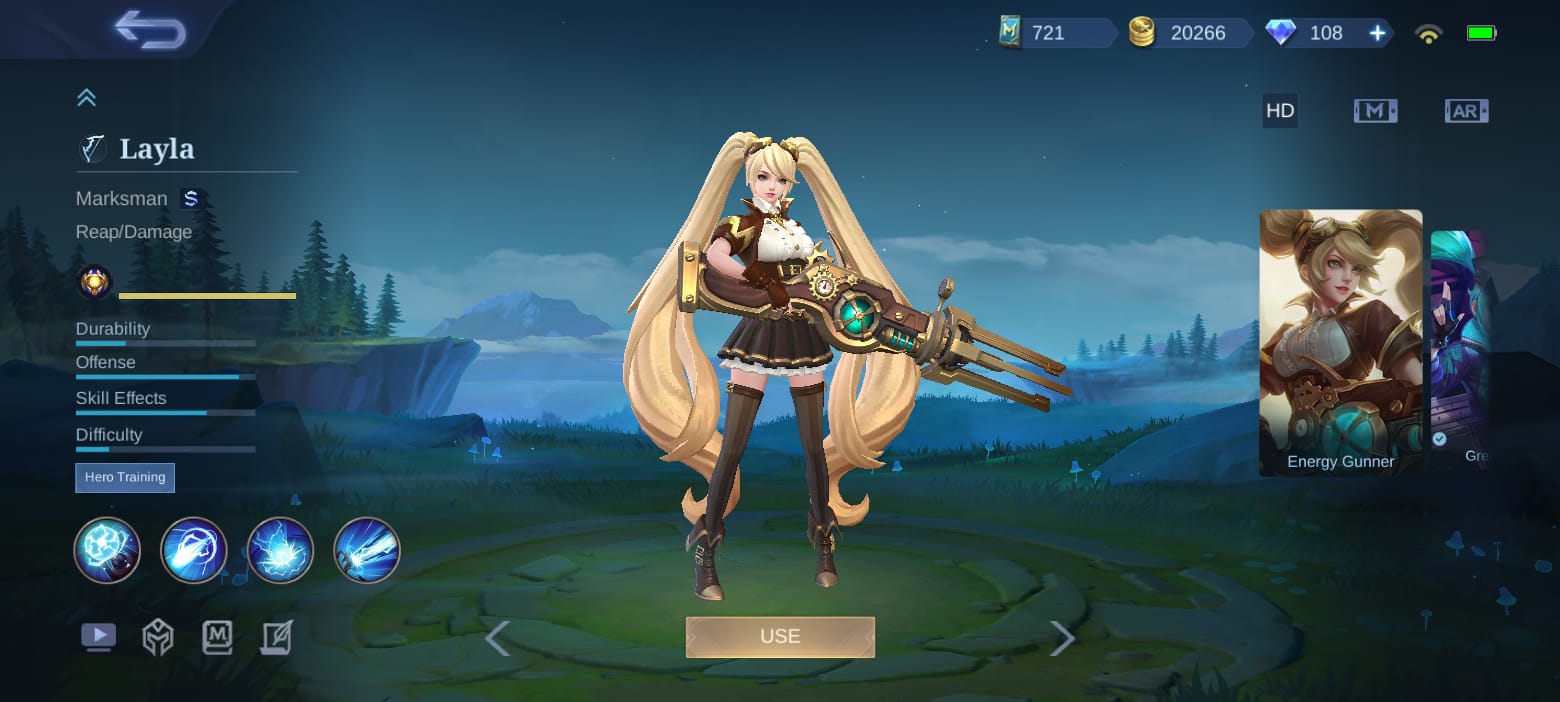 721
20266
108
HD
M
AR
Layla
Marksman S
Reap/Damage
Durability
Offense
Skill Effects
Difficulty
Hero Training
M
USE
Energy Gunner
Gre